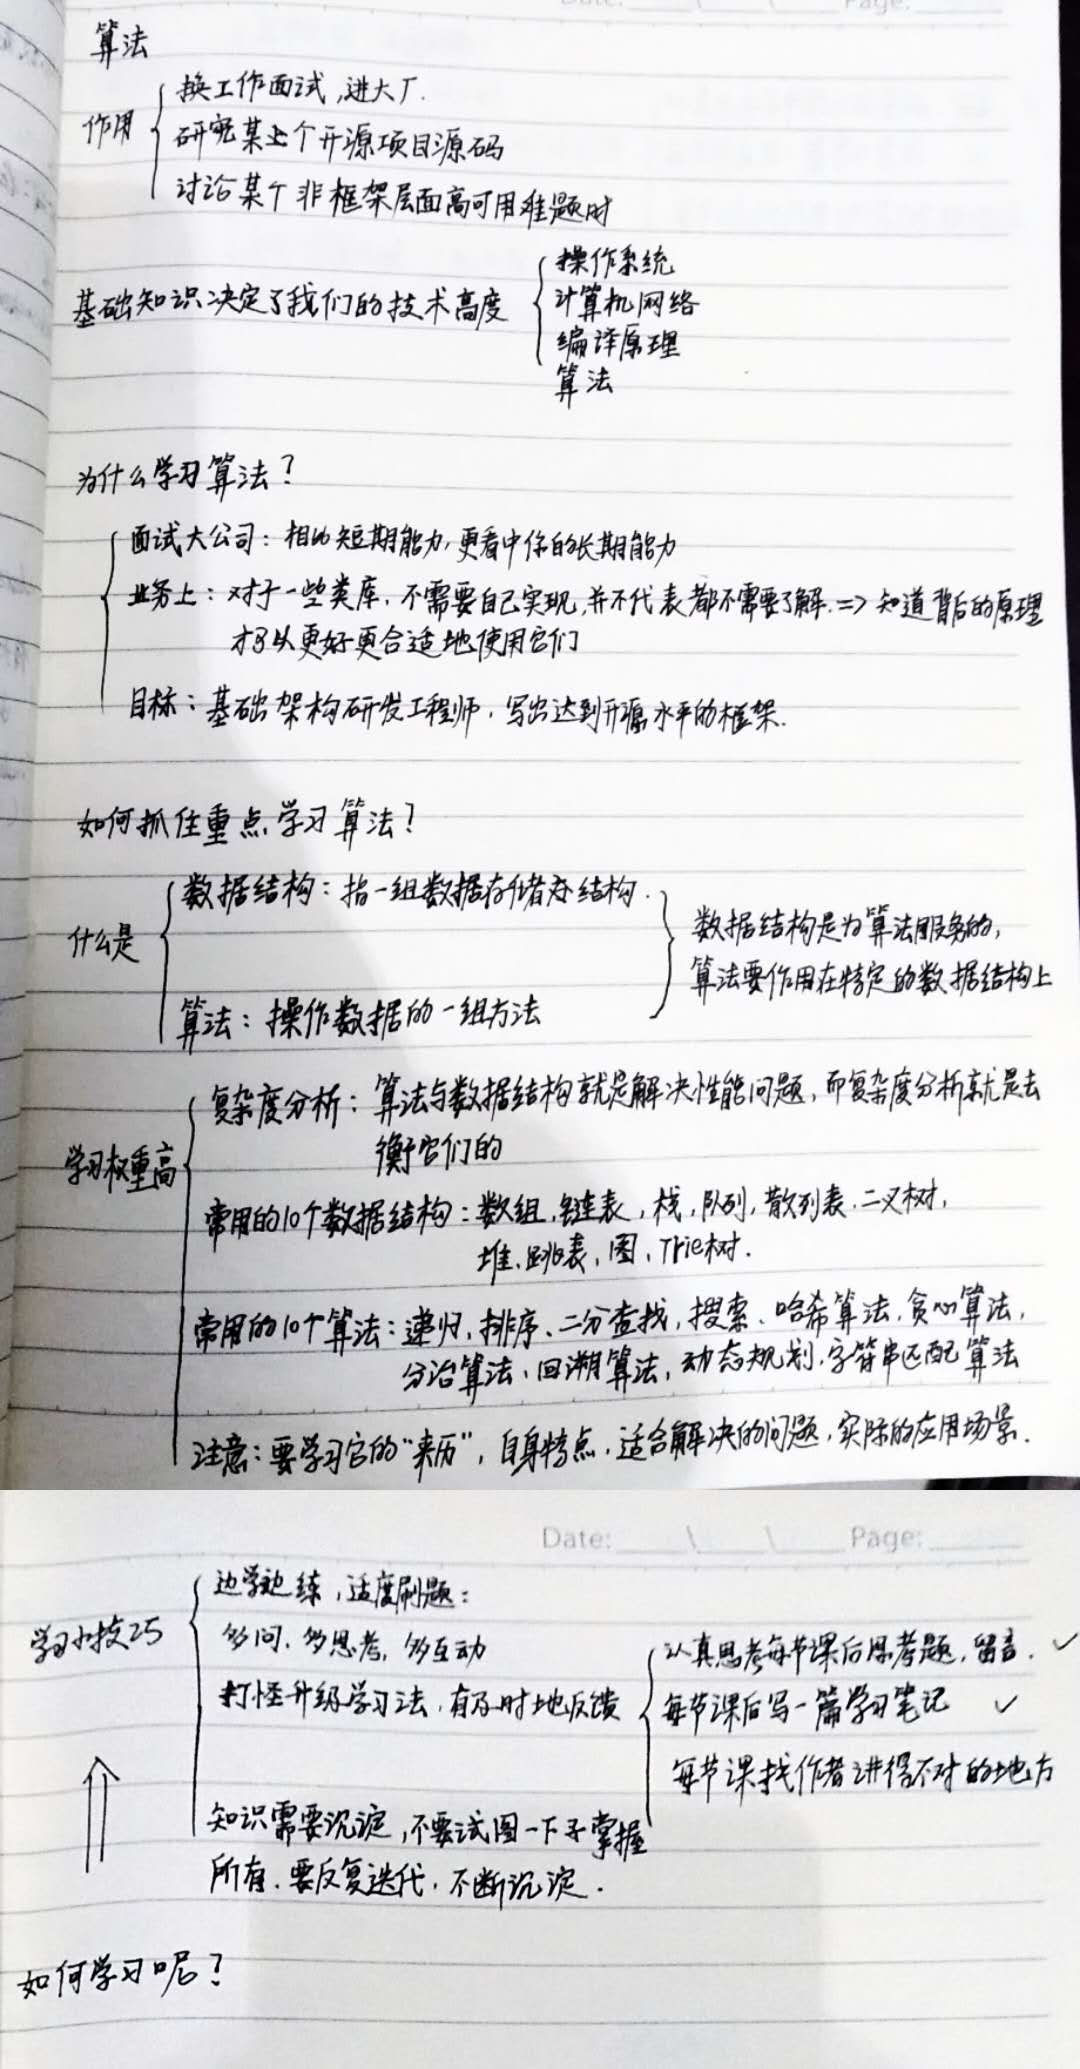 Date: Page:
算法
作用
换工作面试,进大厂.
研究某上个开源项目源码
讨论某个非框架层面高可用难题时
基础知识决定了我们的技术高度
操作系统
计算机网络
编译原理
算法
为什么学习算法?
面试大公司:相比短期能力,更看中你的长期能力
业务上:对于一些类库,不需要自己实现,并不代表都不需要了解.=> 知道背后的原理
才可以更好更合适地使用它们
目标:基础架构研发工程师,写出达到开源水平的框架.
如何抓住重点,学习算法?
什么是
数据结构:指一组数据存储在结构.
算法:操作数据的一组方法
数据结构是为算法服务的,
算法要作用在特定的数据结构上
学习权重高
复杂度分析:算法与数据结构就是解决性能问题,而复杂度分析就是去
衡它们的
常用的10个数据结构:数组,链表,栈,队列,散列表.二叉树,
堆、跳表,图,Trie树.
常用的10个算法:递归,排序、二分查找,搜索、哈希算法,贪心算法,
分治算法、回溯算法,动态规划,字符串匹配算法
注意:要学习它的"来历",自身特点,适合解决的问题,实际的应用场景.
Date: \ \ Page:
学习小技巧
边学边练,适度刷题:
多问、多思考,多互动
打怪升级学习法,有及时地反馈
认真思考每节课后思考题,留言. ✓
每节课后写一篇学习笔记 ✓
每节课找作者讲得不对的地方
知识需要沉淀,不要试图一下子掌握
所有.要反复迭代,不断沉淀.
如何学习呢?